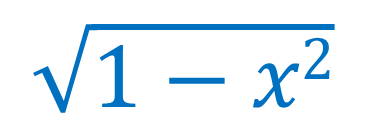 √1 − x²